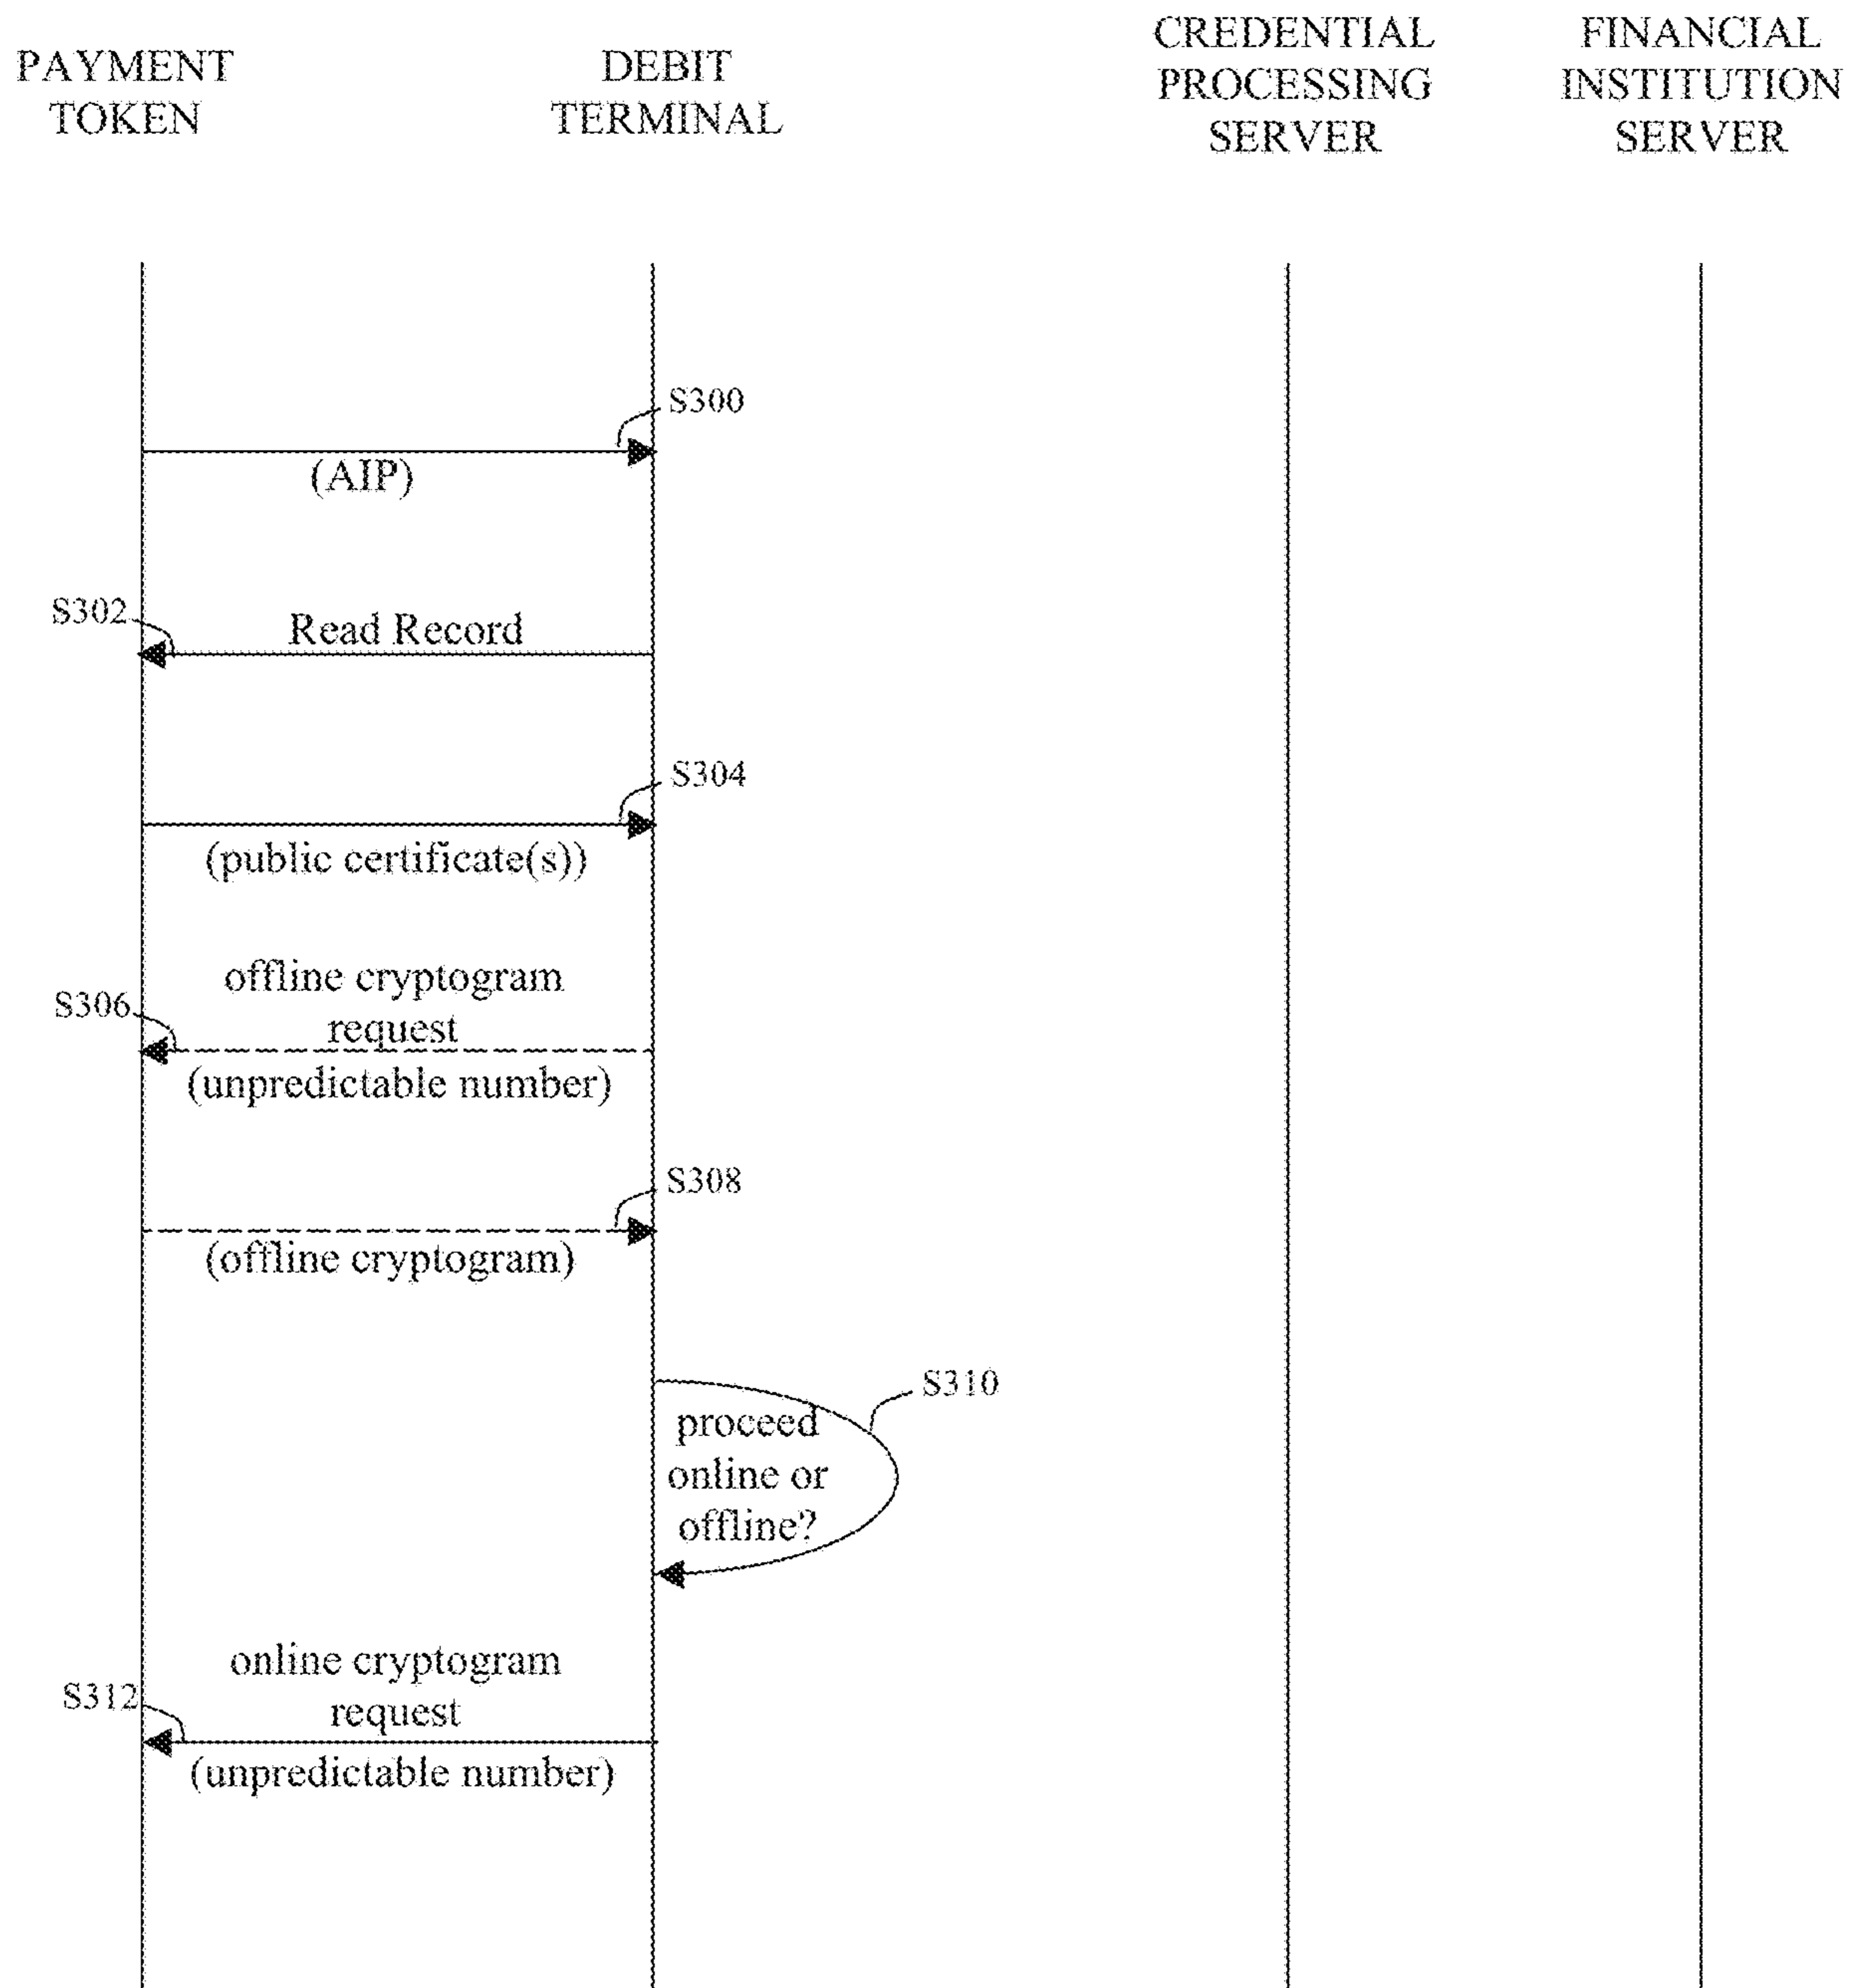 PAYMENT
TOKEN
DEBIT
TERMINAL
CREDENTIAL
PROCESSING
SERVER
FINANCIAL
INSTITUTION
SERVER
S300
(AIP)
S302
Read Record
S304
(public certificate(s))
offline cryptogram
S306
request
(unpredictable number)
S308
(offline cryptogram)
S310
proceed
online or
offline?
online cryptogram
S312
request
(unpredictable number)